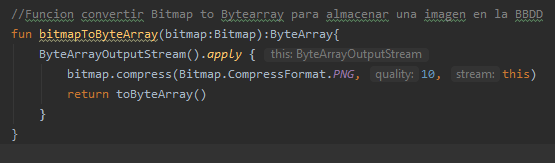 //Funcion convertir Bitmap to Bytearray para almacenar una imagen en la BBDD
fun bitmapToByteArray(bitmap:Bitmap):ByteArray{
ByteArrayOutputStream().apply { this: ByteArrayOutputStream
bitmap.compress(Bitmap.CompressFormat.PNG, quality: 10, stream: this)
return toByteArray()
}
}